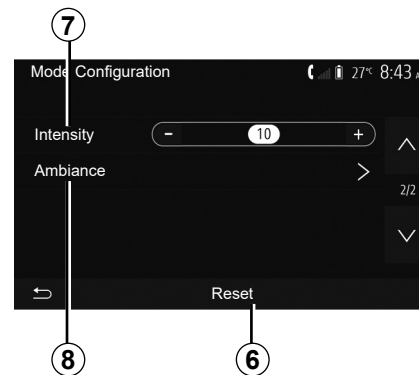 7
Mode Configuration 27°C 8:43
Intensity - 10 +
Ambiance >
2/2
Reset
8 6